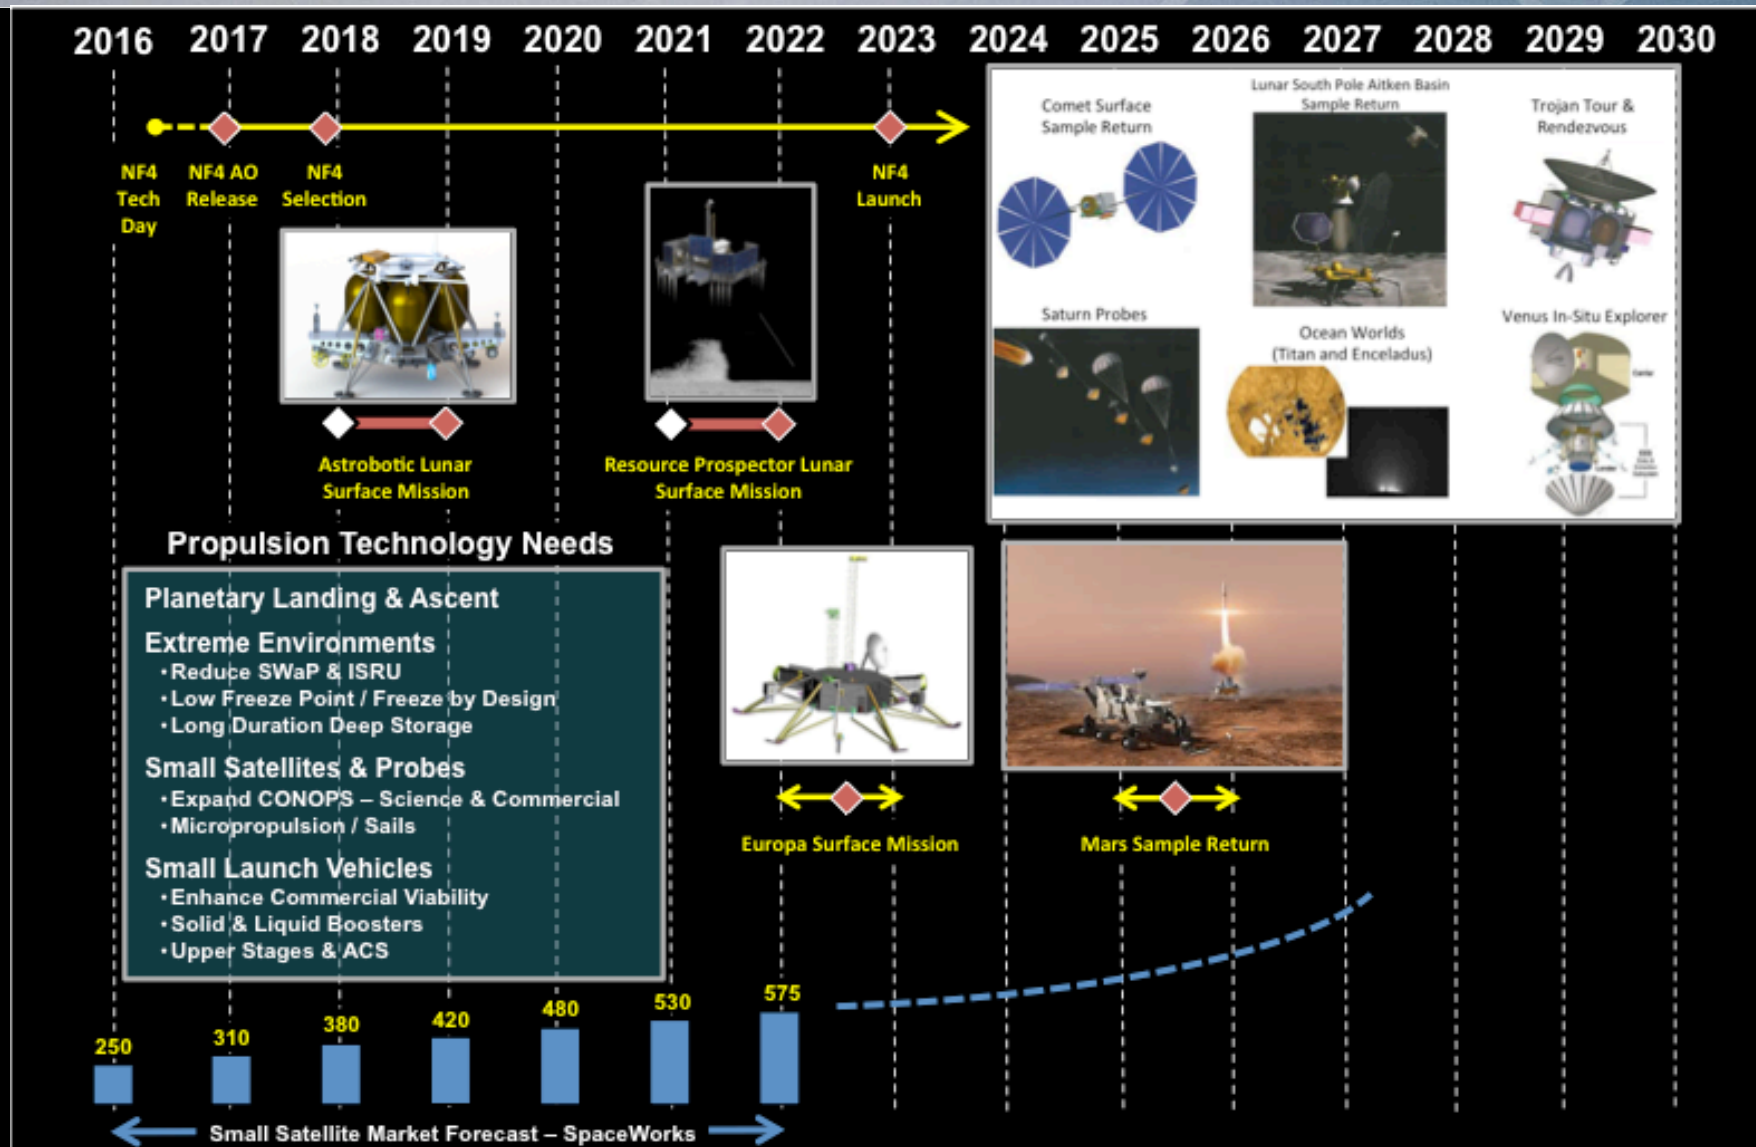 2016 2017 2018 2019 2020 2021 2022 2023 2024 2025 2026 2027 2028 2029 2030
NF4
Tech
Day
NF4 AO
Release
NF4
Selection
NF4
Launch
Comet Surface
Sample Return
Lunar South Pole Aitken Basin
Sample Return
Trojan Tour &
Rendezvous
Saturn Probes
Ocean Worlds
(Titan and Enceladus)
Venus In-Situ Explorer
Carrier
Lander
Astrobotic Lunar
Surface Mission
Resource Prospector Lunar
Surface Mission
Propulsion Technology Needs
Planetary Landing & Ascent
Extreme Environments
• Reduce SWaP & ISRU
• Low Freeze Point / Freeze by Design
• Long Duration Deep Storage
Small Satellites & Probes
• Expand CONOPS – Science & Commercial
• Micropropulsion / Sails
Small Launch Vehicles
• Enhance Commercial Viability
• Solid & Liquid Boosters
• Upper Stages & ACS
Europa Surface Mission
Mars Sample Return
250
310
380
420
480
530
575
Small Satellite Market Forecast – SpaceWorks